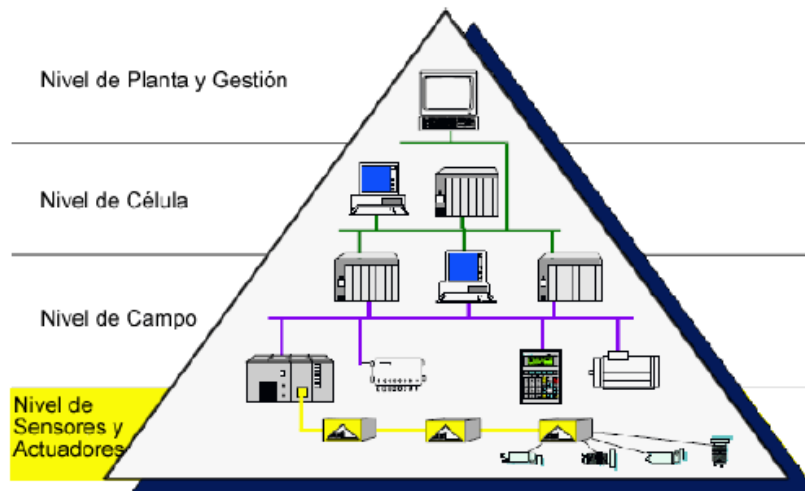 Nivel de Planta y Gestión
Nivel de Célula
Nivel de Campo
Nivel de
Sensores y
Actuadores